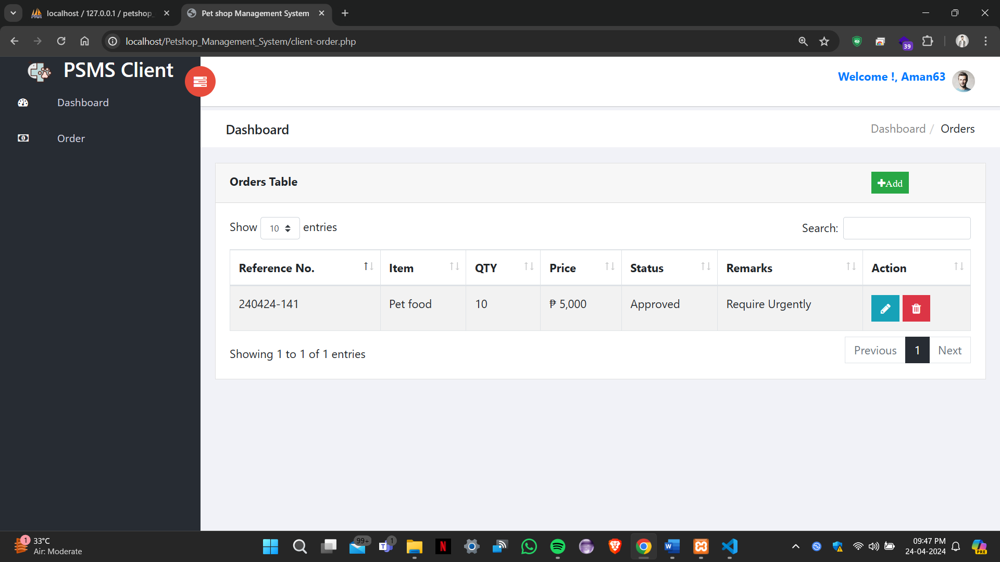 localhost / 127.0.0.1 / petshop_
Pet shop Management System
localhost/Petshop_Management_System/client-order.php
39
PSMS Client
Welcome !, Aman63
Dashboard
Order
Dashboard
Dashboard / Orders
Orders Table
Add
Show 10 entries
Search:
Reference No. Item QTY Price Status Remarks Action
240424-141 Pet food 10 ₱ 5,000 Approved Require Urgently
Showing 1 to 1 of 1 entries
Previous 1 Next
1
33°C
Air: Moderate
99+
1
09:47 PM
24-04-2024
PRE